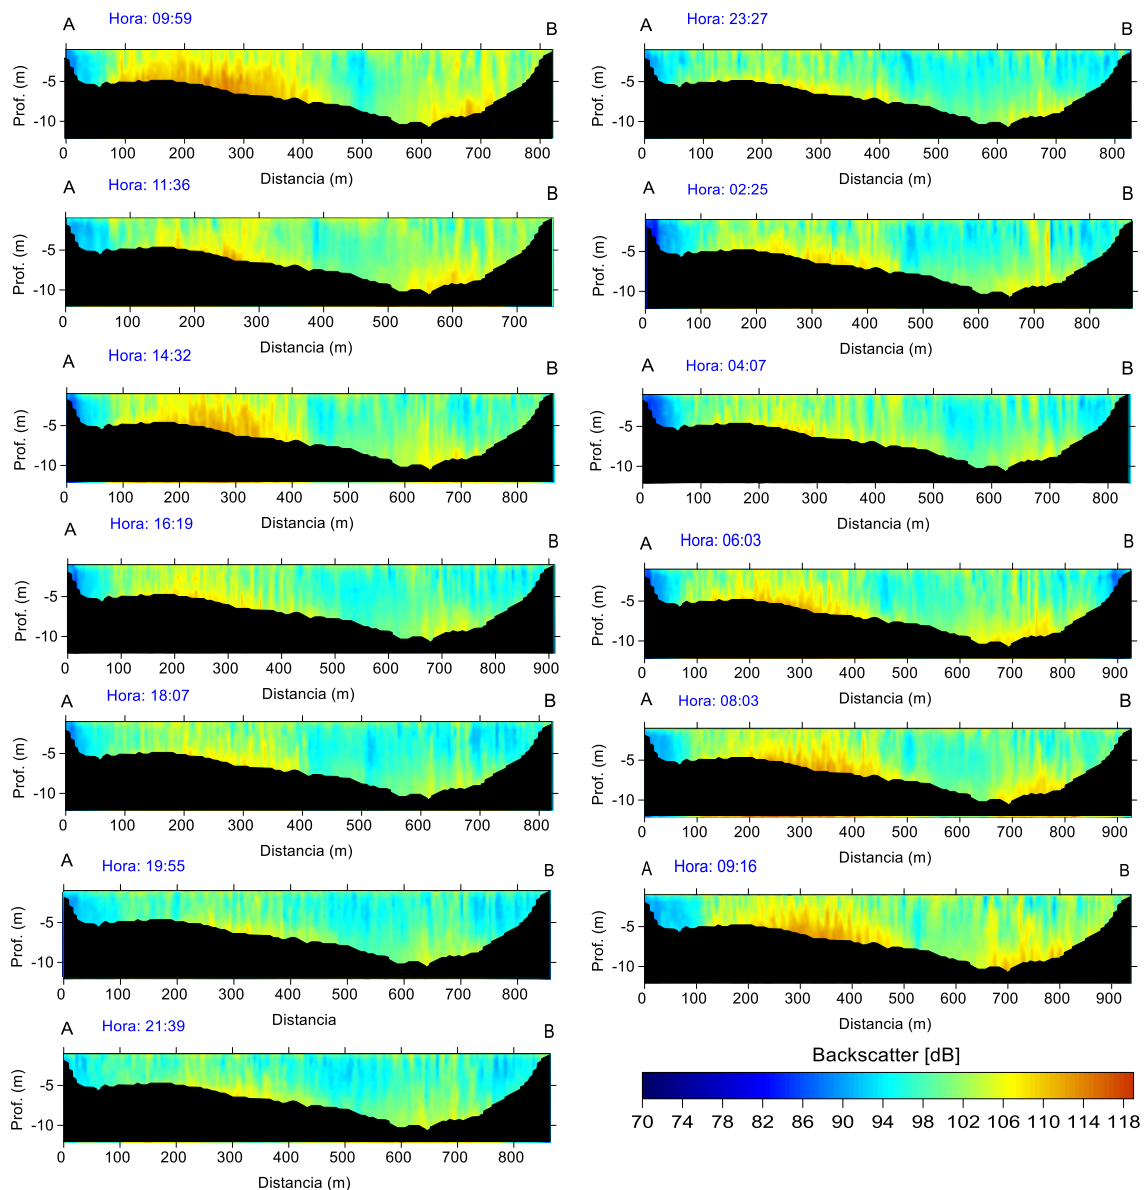 A
Hora: 09:59
B
Prof. (m)
-5
-10
0 100 200 300 400 500 600 700 800
Distancia (m)
A
Hora: 11:36
B
Prof. (m)
-5
-10
0 100 200 300 400 500 600 700
Distancia (m)
A
Hora: 14:32
B
Prof. (m)
-5
-10
0 100 200 300 400 500 600 700 800
Distancia (m)
A
Hora: 16:19
B
Prof. (m)
-5
-10
0 100 200 300 400 500 600 700 800 900
Distancia (m)
A
Hora: 18:07
B
Prof. (m)
-5
-10
0 100 200 300 400 500 600 700 800
Distancia (m)
A
Hora: 19:55
B
Prof. (m)
-5
-10
0 100 200 300 400 500 600 700 800
Distancia
A
Hora: 21:39
B
Prof. (m)
-5
-10
0 100 200 300 400 500 600 700 800
Distancia (m)
A
Hora: 23:27
B
Prof. (m)
-5
-10
0 100 200 300 400 500 600 700 800
Distancia (m)
A
Hora: 02:25
B
Prof. (m)
-5
-10
0 100 200 300 400 500 600 700 800
Distancia (m)
A
Hora: 04:07
B
Prof. (m)
-5
-10
0 100 200 300 400 500 600 700 800
Distancia (m)
A
Hora: 06:03
B
Prof. (m)
-5
-10
0 100 200 300 400 500 600 700 800 900
Distancia (m)
A
Hora: 08:03
B
Prof. (m)
-5
-10
0 100 200 300 400 500 600 700 800 900
Distancia (m)
A
Hora: 09:16
B
Prof. (m)
-5
-10
0 100 200 300 400 500 600 700 800 900
Distancia (m)
Backscatter [dB]
70 74 78 82 86 90 94 98 102 106 110 114 118